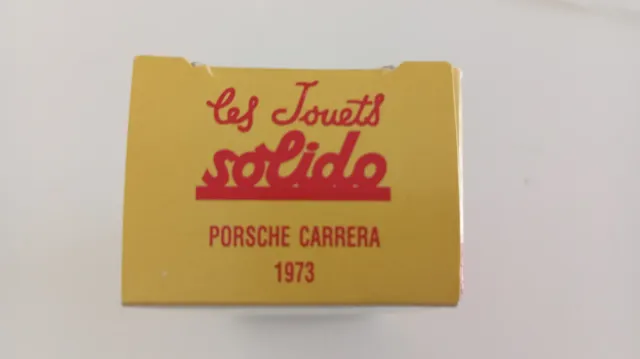 les Jouets
solido
PORSCHE CARRERA
1973